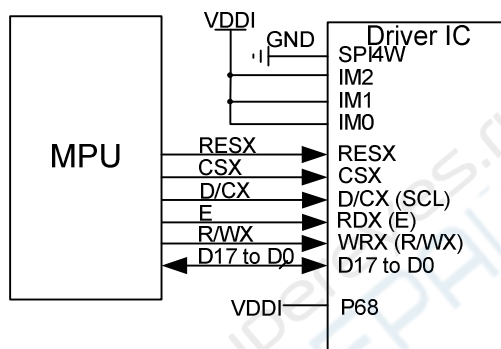 VDDI
GND
Driver IC
SPI4W
IM2
IM1
IM0
MPU
RESX
RESX
CSX
CSX
D/CX
D/CX (SCL)
E
RDX (E)
R/WX
WRX (R/WX)
D17 to D0
D17 to D0
VDDI
P68